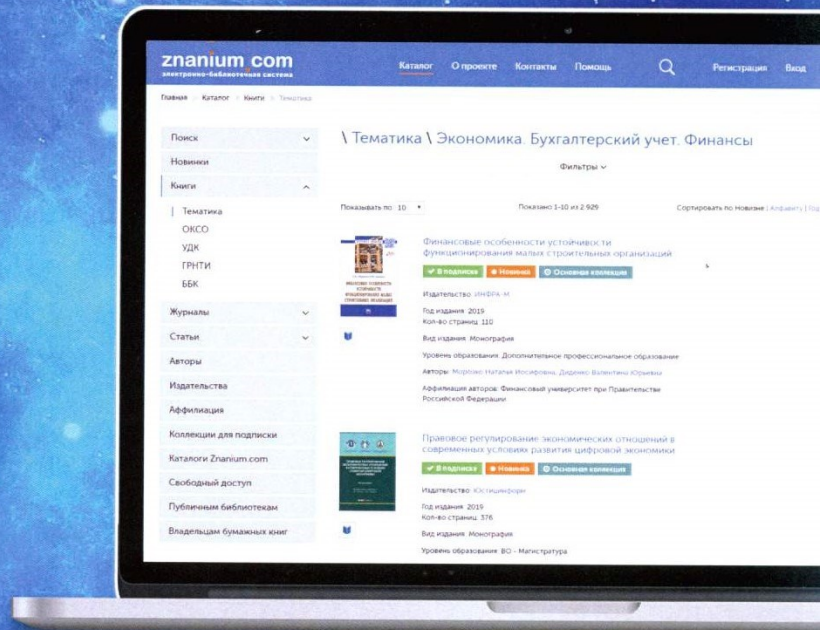 znanium.com
электронно-библиотечная система
Каталог О проекте Контакты Помощь Регистрация Вход
Главная > Каталог > Книги > Тематика
Поиск
Новинки
Книги
Тематика
ОКСО
УДК
ГРНТИ
ББК
Журналы
Статьи
Авторы
Издательства
Аффилиация
Коллекции для подписки
Каталоги Znanium.com
Свободный доступ
Публичным библиотекам
Владельцам бумажных книг
\ Тематика \ Экономика. Бухгалтерский учет. Финансы
Фильтры
Показывать по 10 Показано 1-10 из 2 929 Сортировать по Новизне | Алфавиту | Год
Финансовые особенности устойчивости
функционирования малых строительных организаций
В подписке Новинка Основная коллекция
Издательство: ИНФРА-М
Год издания: 2019
Кол-во страниц: 110
Вид издания: Монография
Уровень образования: Дополнительное профессиональное образование
Авторы: Морозко Наталья Иосифовна, Диденко Валентина Юрьевна
Аффилиация авторов: Финансовый университет при Правительстве
Российской Федерации
Правовое регулирование экономических отношений в
современных условиях развития цифровой экономики
В подписке Новинка Основная коллекция
Издательство: Юстицинформ
Год издания: 2019
Кол-во страниц: 376
Вид издания: Монография
Уровень образования: ВО - Магистратура